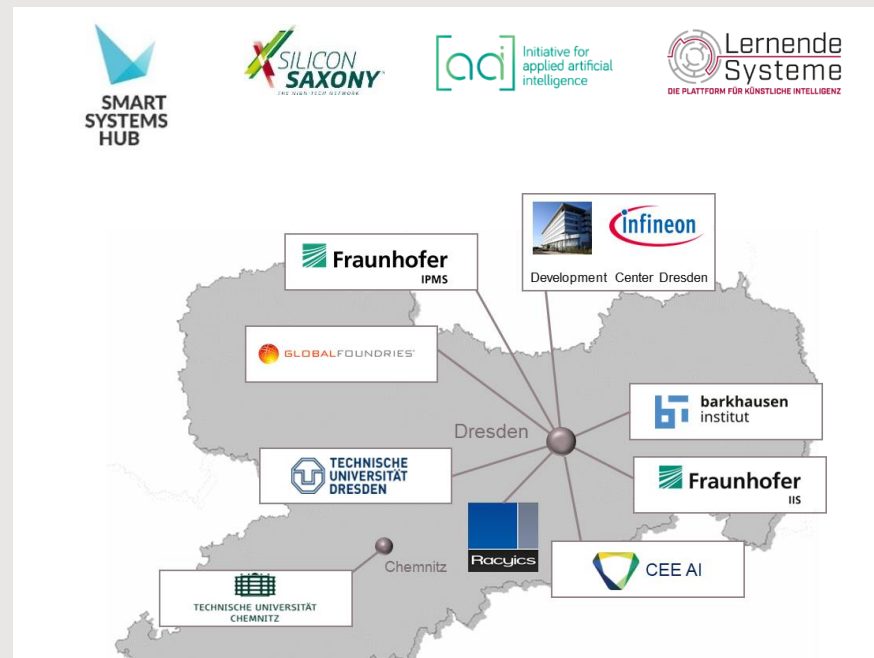 SMART
SYSTEMS
HUB
SILICON
SAXONY
THE HIGH-TECH NETWORK
[aai]
Initiative for
applied artificial
intelligence
Lernende
Systeme
DIE PLATTFORM FÜR KÜNSTLICHE INTELLIGENZ
Fraunhofer
IPMS
infineon
Development Center Dresden
GLOBALFOUNDRIES
barkhausen
institut
Dresden
TECHNISCHE
UNIVERSITÄT
DRESDEN
Fraunhofer
IIS
Racyics
CEE AI
Chemnitz
TECHNISCHE UNIVERSITÄT
CHEMNITZ